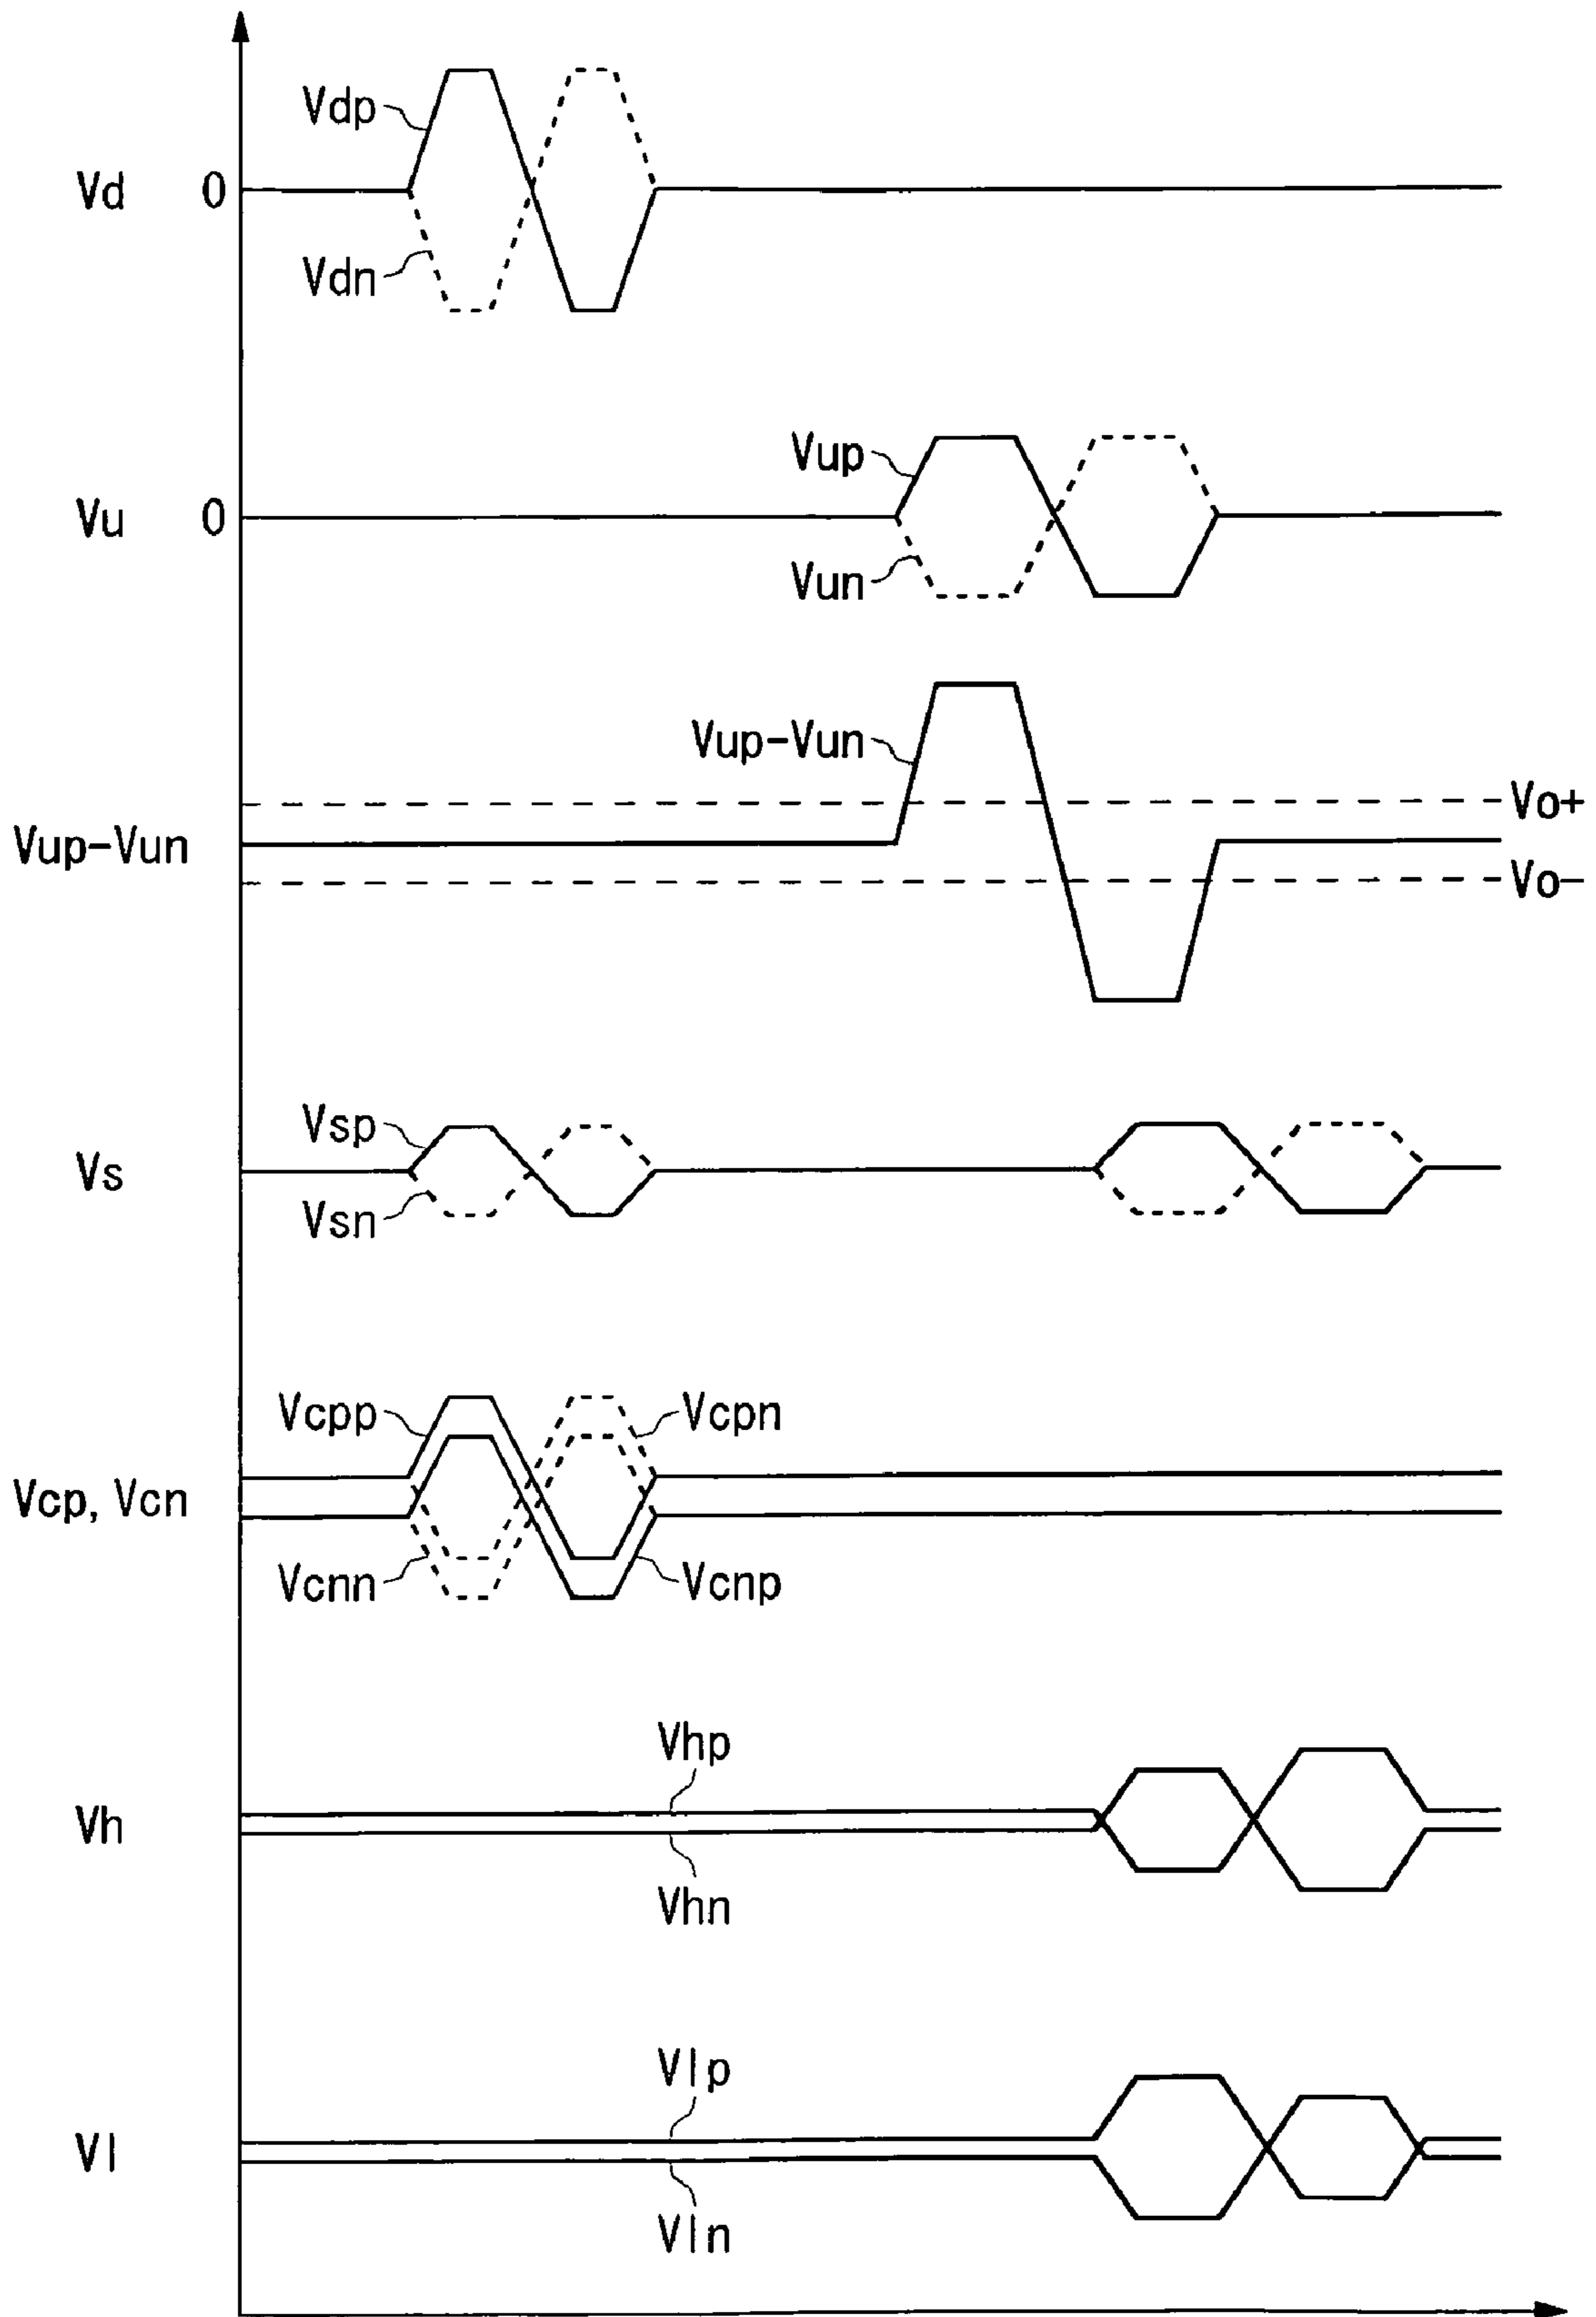 Vdp
Vd 0
Vdn
Vup
Vu 0
Vun
Vup-Vun
Vo+
Vup-Vun
Vo-
Vsp
Vs
Vsn
Vcpp Vcpn
Vcp, Vcn
Vcnn Vcnp
Vhp
Vh
Vhn
Vlp
Vl
Vln